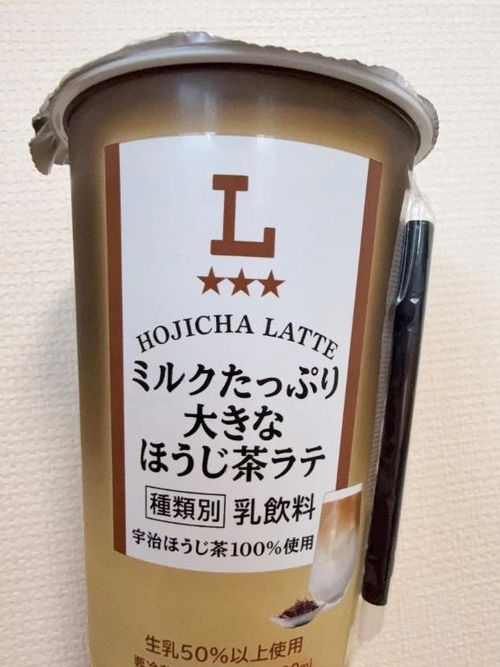 L
★★★
HOJICHA LATTE
ミルクたっぷり
大きな
ほうじ茶ラテ
種類別 乳飲料
宇治ほうじ茶100%使用
生乳50%以上使用